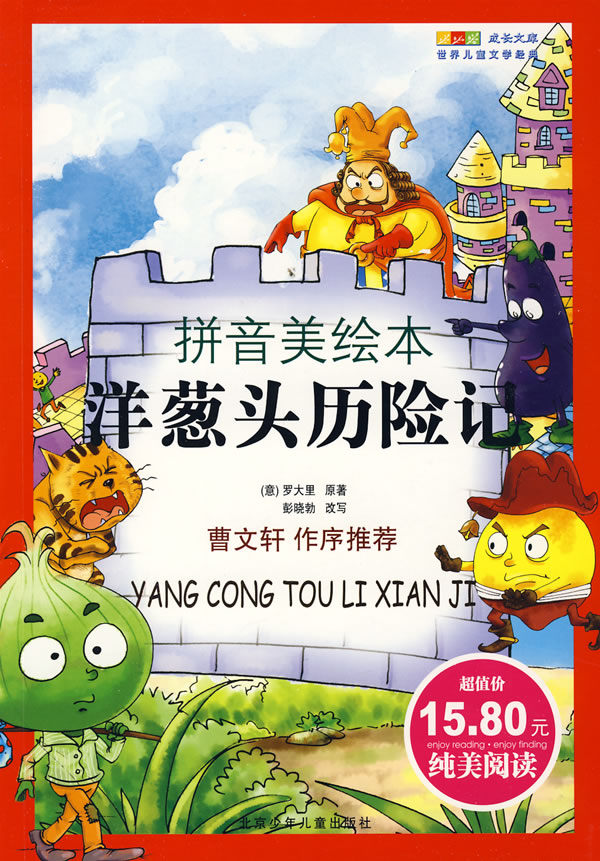 成长文库
世界儿童文学经典
拼音美绘本
洋葱头历险记
(意) 罗大里 原著
彭晓勃 改写
曹文轩 作序推荐
YANG CONG TOU LI XIAN JI
超值价
15.80元
enjoy reading • enjoy finding
纯美阅读
北京少年儿童出版社